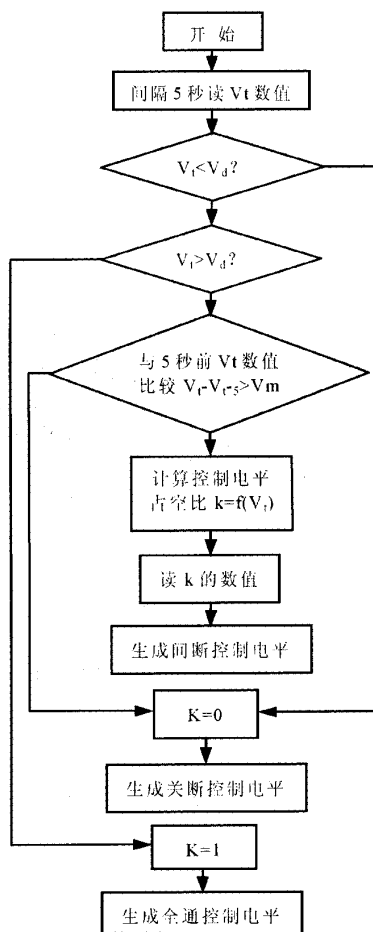 开 始
间隔 5 秒读 Vt 数值
Vt<Vd?
Vt>Vd?
与 5 秒前 Vt 数值
比较 Vt-Vt-5>Vm
计算控制电平
占空比 k=f(Vt)
读 k 的数值
生成间断控制电平
K=0
生成关断控制电平
K=1
生成全通控制电平